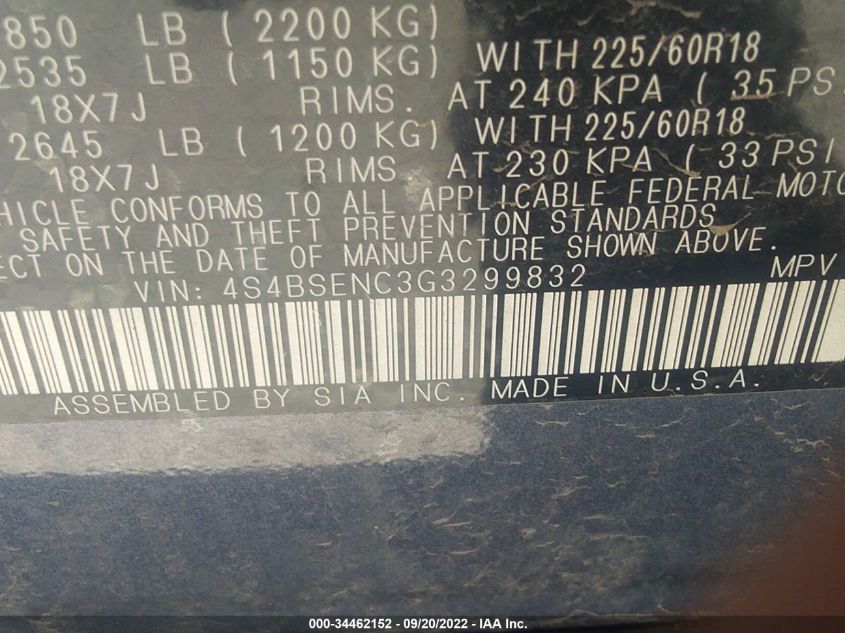 850 LB ( 2200 KG)
2535 LB ( 1150 KG) WITH 225/60R18
18X7J RIMS. AT 240 KPA ( 35 PS
2645 LB ( 1200 KG) WITH 225/60R18
18X7J RIMS AT 230 KPA ( 33 PSI
HICLE CONFORMS TO ALL APPLICABLE FEDERAL MOTO
SAFETY AND THEFT PREVENTION STANDARDS
ECT ON THE DATE OF MANUFACTURE SHOWN ABOVE.
VIN: 4S4BSENC3G3299832 MPV
ASSEMBLED BY SIA INC. MADE IN U.S.A.
000-34462152 - 09/20/2022 - IAA Inc.